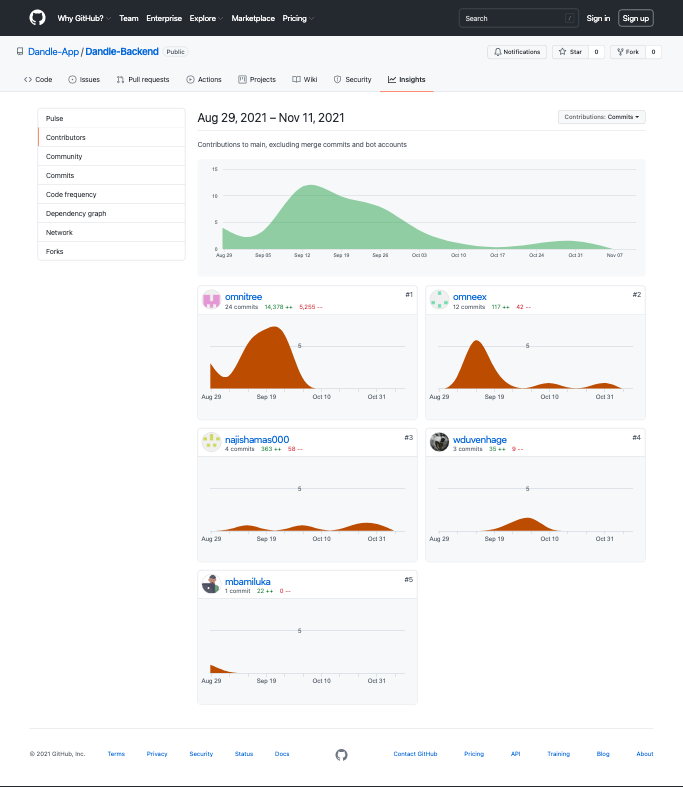 Why GitHub? Team Enterprise Explore Marketplace Pricing Search / Sign in Sign up
Dandle-App / Dandle-Backend Public Notifications Star 0 Fork 0
Code Issues Pull requests Actions Projects Wiki Security Insights
Pulse
Contributors
Community
Commits
Code frequency
Dependency graph
Network
Forks
Aug 29, 2021 – Nov 11, 2021 Contributions: Commits
Contributions to main, excluding merge commits and bot accounts
15
10
5
0
Aug 29 Sep 05 Sep 12 Sep 19 Sep 26 Oct 03 Oct 10 Oct 17 Oct 24 Oct 31 Nov 07
omnitree #1
24 commits 14,378 ++ 5,255 --
5
Aug 29 Sep 19 Oct 10 Oct 31
omneex #2
12 commits 117 ++ 42 --
5
Aug 29 Sep 19 Oct 10 Oct 31
najishamas000 #3
4 commits 363 ++ 58 --
5
Aug 29 Sep 19 Oct 10 Oct 31
wduvenhage #4
3 commits 35 ++ 9 --
5
Aug 29 Sep 19 Oct 10 Oct 31
mbamiluka #5
1 commit 22 ++ 0 --
5
Aug 29 Sep 19 Oct 10 Oct 31
© 2021 GitHub, Inc. Terms Privacy Security Status Docs Contact GitHub Pricing API Training Blog About